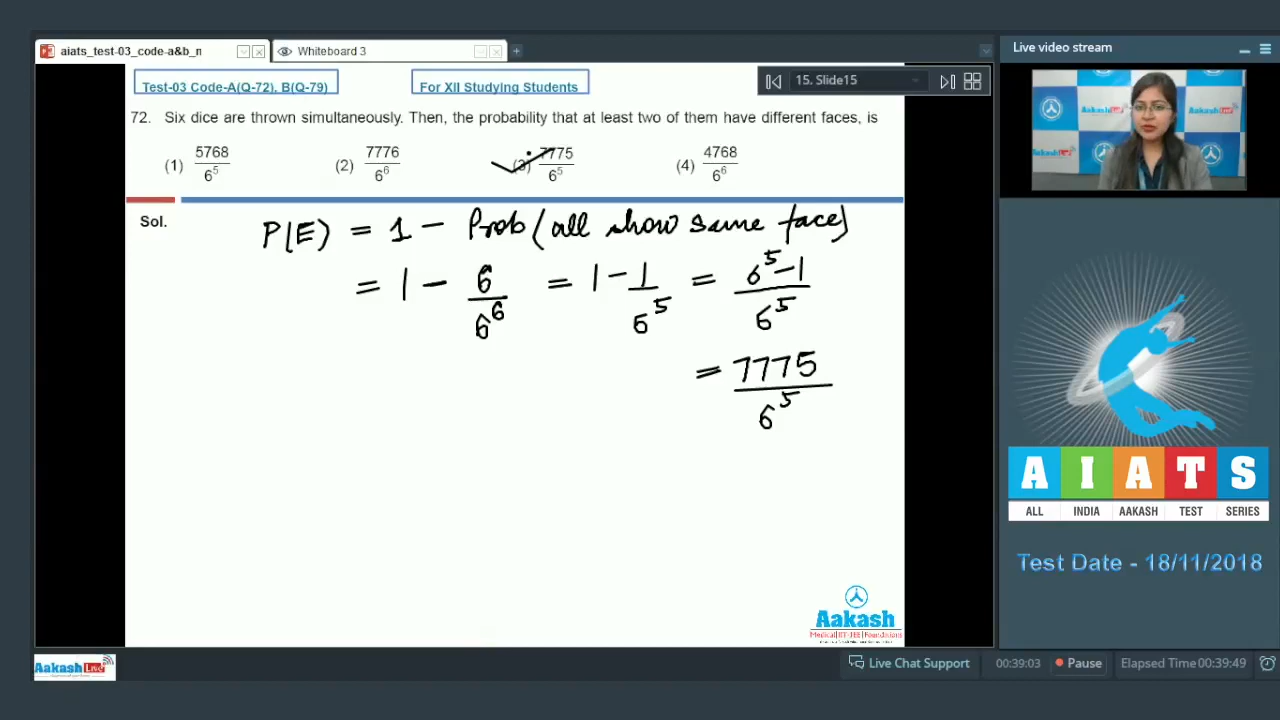 aiats_test-03_code-a&b_n
Whiteboard 3
Live video stream
Test-03 Code-A(Q-72), B(Q-79)
For XII Studying Students
15. Slide15
72. Six dice are thrown simultaneously. Then, the probability that at least two of them have different faces, is
(1) 5768/6^5 (2) 7776/6^6 (3) 7775/6^5 (4) 4768/6^6
Sol.
P(E) = 1 - Prob (all show same face)
= 1 - 6/6^6 = 1 - 1/6^5 = 6^5 - 1/6^5
= 7775/6^5
A I A T S
ALL INDIA AAKASH TEST SERIES
Test Date - 18/11/2018
Aakash
Medical|IIT-JEE|Foundations
Aakash Live
Live Chat Support
00:39:03
Pause
Elapsed Time 00:39:49